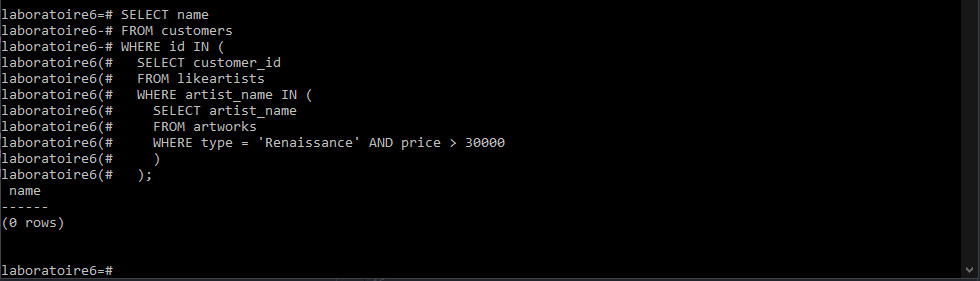 laboratoire6=# SELECT name
laboratoire6-# FROM customers
laboratoire6-# WHERE id IN (
laboratoire6(#   SELECT customer_id
laboratoire6(#   FROM likeartists
laboratoire6(#   WHERE artist_name IN (
laboratoire6(#     SELECT artist_name
laboratoire6(#     FROM artworks
laboratoire6(#     WHERE type = 'Renaissance' AND price > 30000
laboratoire6(#     )
laboratoire6(#   );
 name
------
(0 rows)
laboratoire6=#